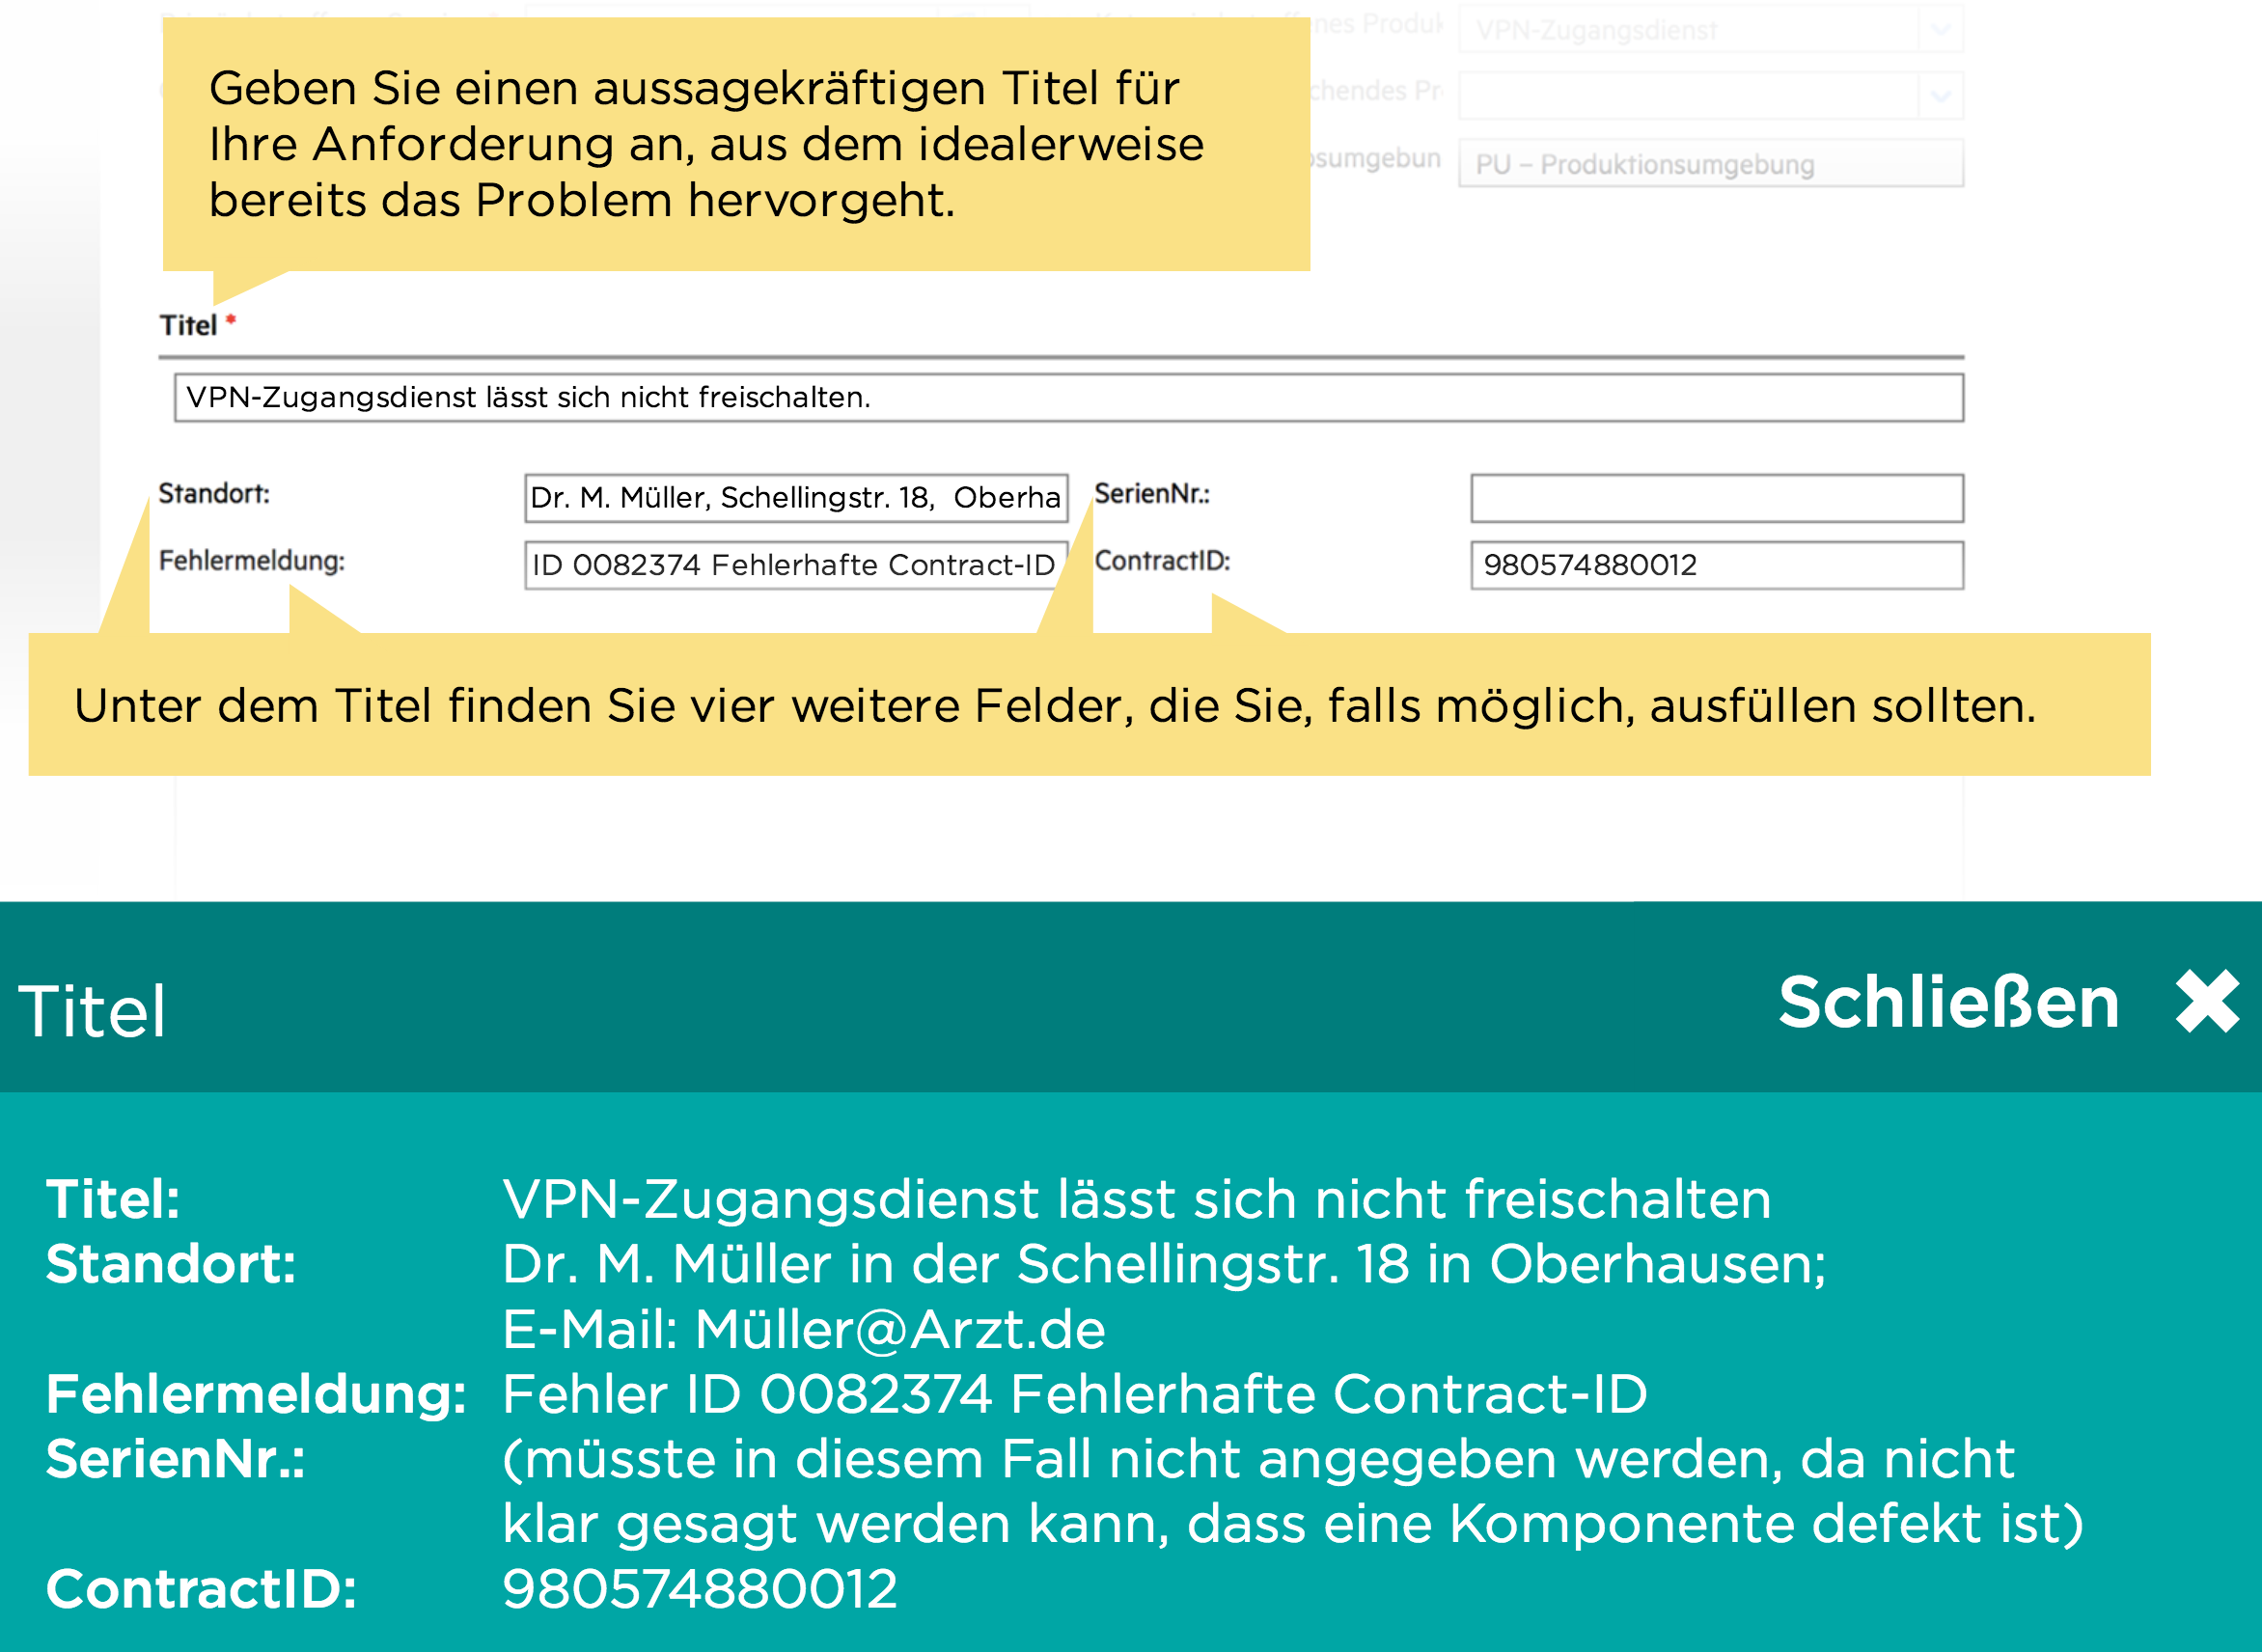 nes Produk
VPN-Zugangsdienst
Geben Sie einen aussagekräftigen Titel für
Ihre Anforderung an, aus dem idealerweise
bereits das Problem hervorgeht.
chendes Pr
sumgebun
PU – Produktionsumgebung
Titel *
VPN-Zugangsdienst lässt sich nicht freischalten.
Standort:
Dr. M. Müller, Schellingstr. 18, Oberha
SerienNr.:
Fehlermeldung:
ID 0082374 Fehlerhafte Contract-ID
ContractID:
980574880012
Unter dem Titel finden Sie vier weitere Felder, die Sie, falls möglich, ausfüllen sollten.
Titel
Schließen
Titel: VPN-Zugangsdienst lässt sich nicht freischalten
Standort: Dr. M. Müller in der Schellingstr. 18 in Oberhausen;
E-Mail: Müller@Arzt.de
Fehlermeldung: Fehler ID 0082374 Fehlerhafte Contract-ID
SerienNr.: (müsste in diesem Fall nicht angegeben werden, da nicht
klar gesagt werden kann, dass eine Komponente defekt ist)
ContractID: 980574880012